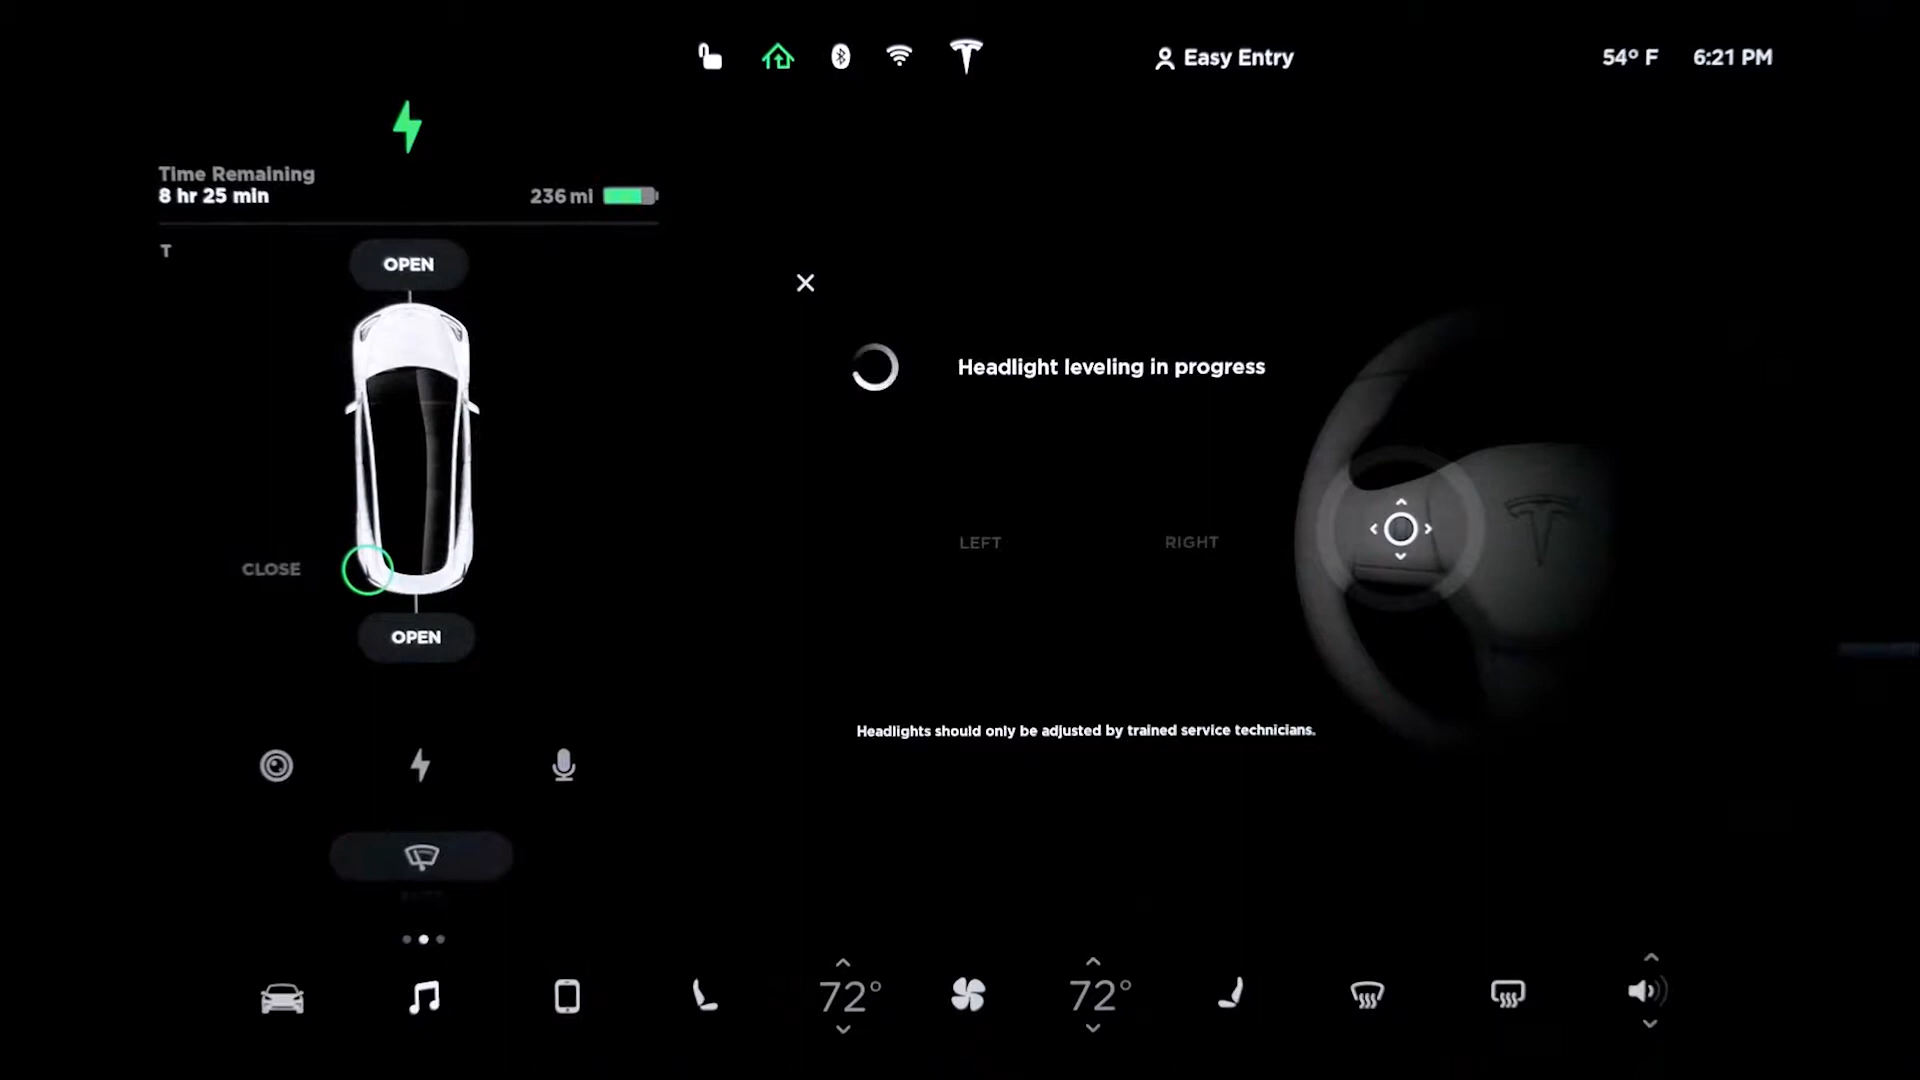 Easy Entry
54° F 6:21 PM
Time Remaining
8 hr 25 min
236 mi
T
OPEN
Headlight leveling in progress
LEFT RIGHT
CLOSE
OPEN
Headlights should only be adjusted by trained service technicians.
72° 72°